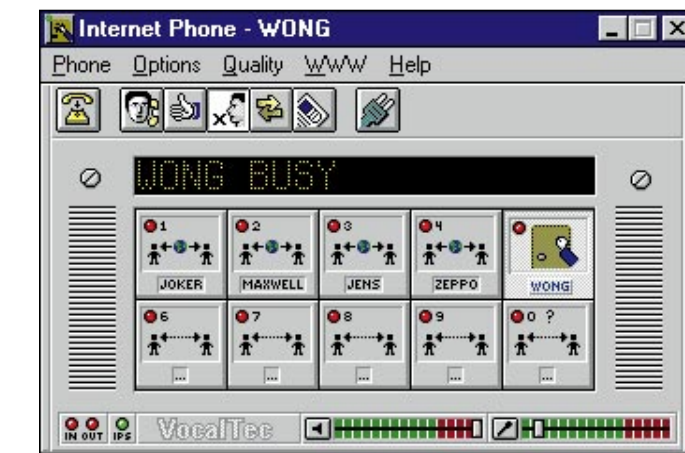 Internet Phone - WONG
Phone Options Quality WWW Help
WONG BUSY
1 2 3 4
JOKER MAXWELL JENS ZEPPO WONG
6 7 8 9 0 ?
... ... ... ... ...
IN OUT IPS VocalTec